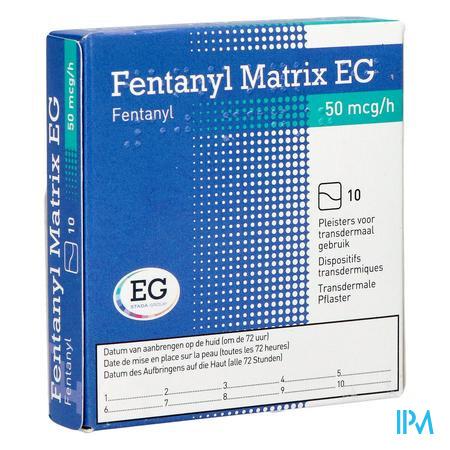 Fentanyl Matrix EG
Fentanyl
50 mcg/h
10
Pleisters voor
transdermaal
gebruik
Dispositifs
transdermiques
Transdermale
Pflaster
EG
STADA GROUP
Datum van aanbrengen op de huid (om de 72 uur)
Date de mise en place sur la peau (toutes les 72 heures)
Datum des Aufbringens auf die Haut (alle 72 Stunden)
1 2 3 4 5
6 7 8 9 10
Fentanyl Matrix EG
Fentanyl
50 mcg/h
10
IPM